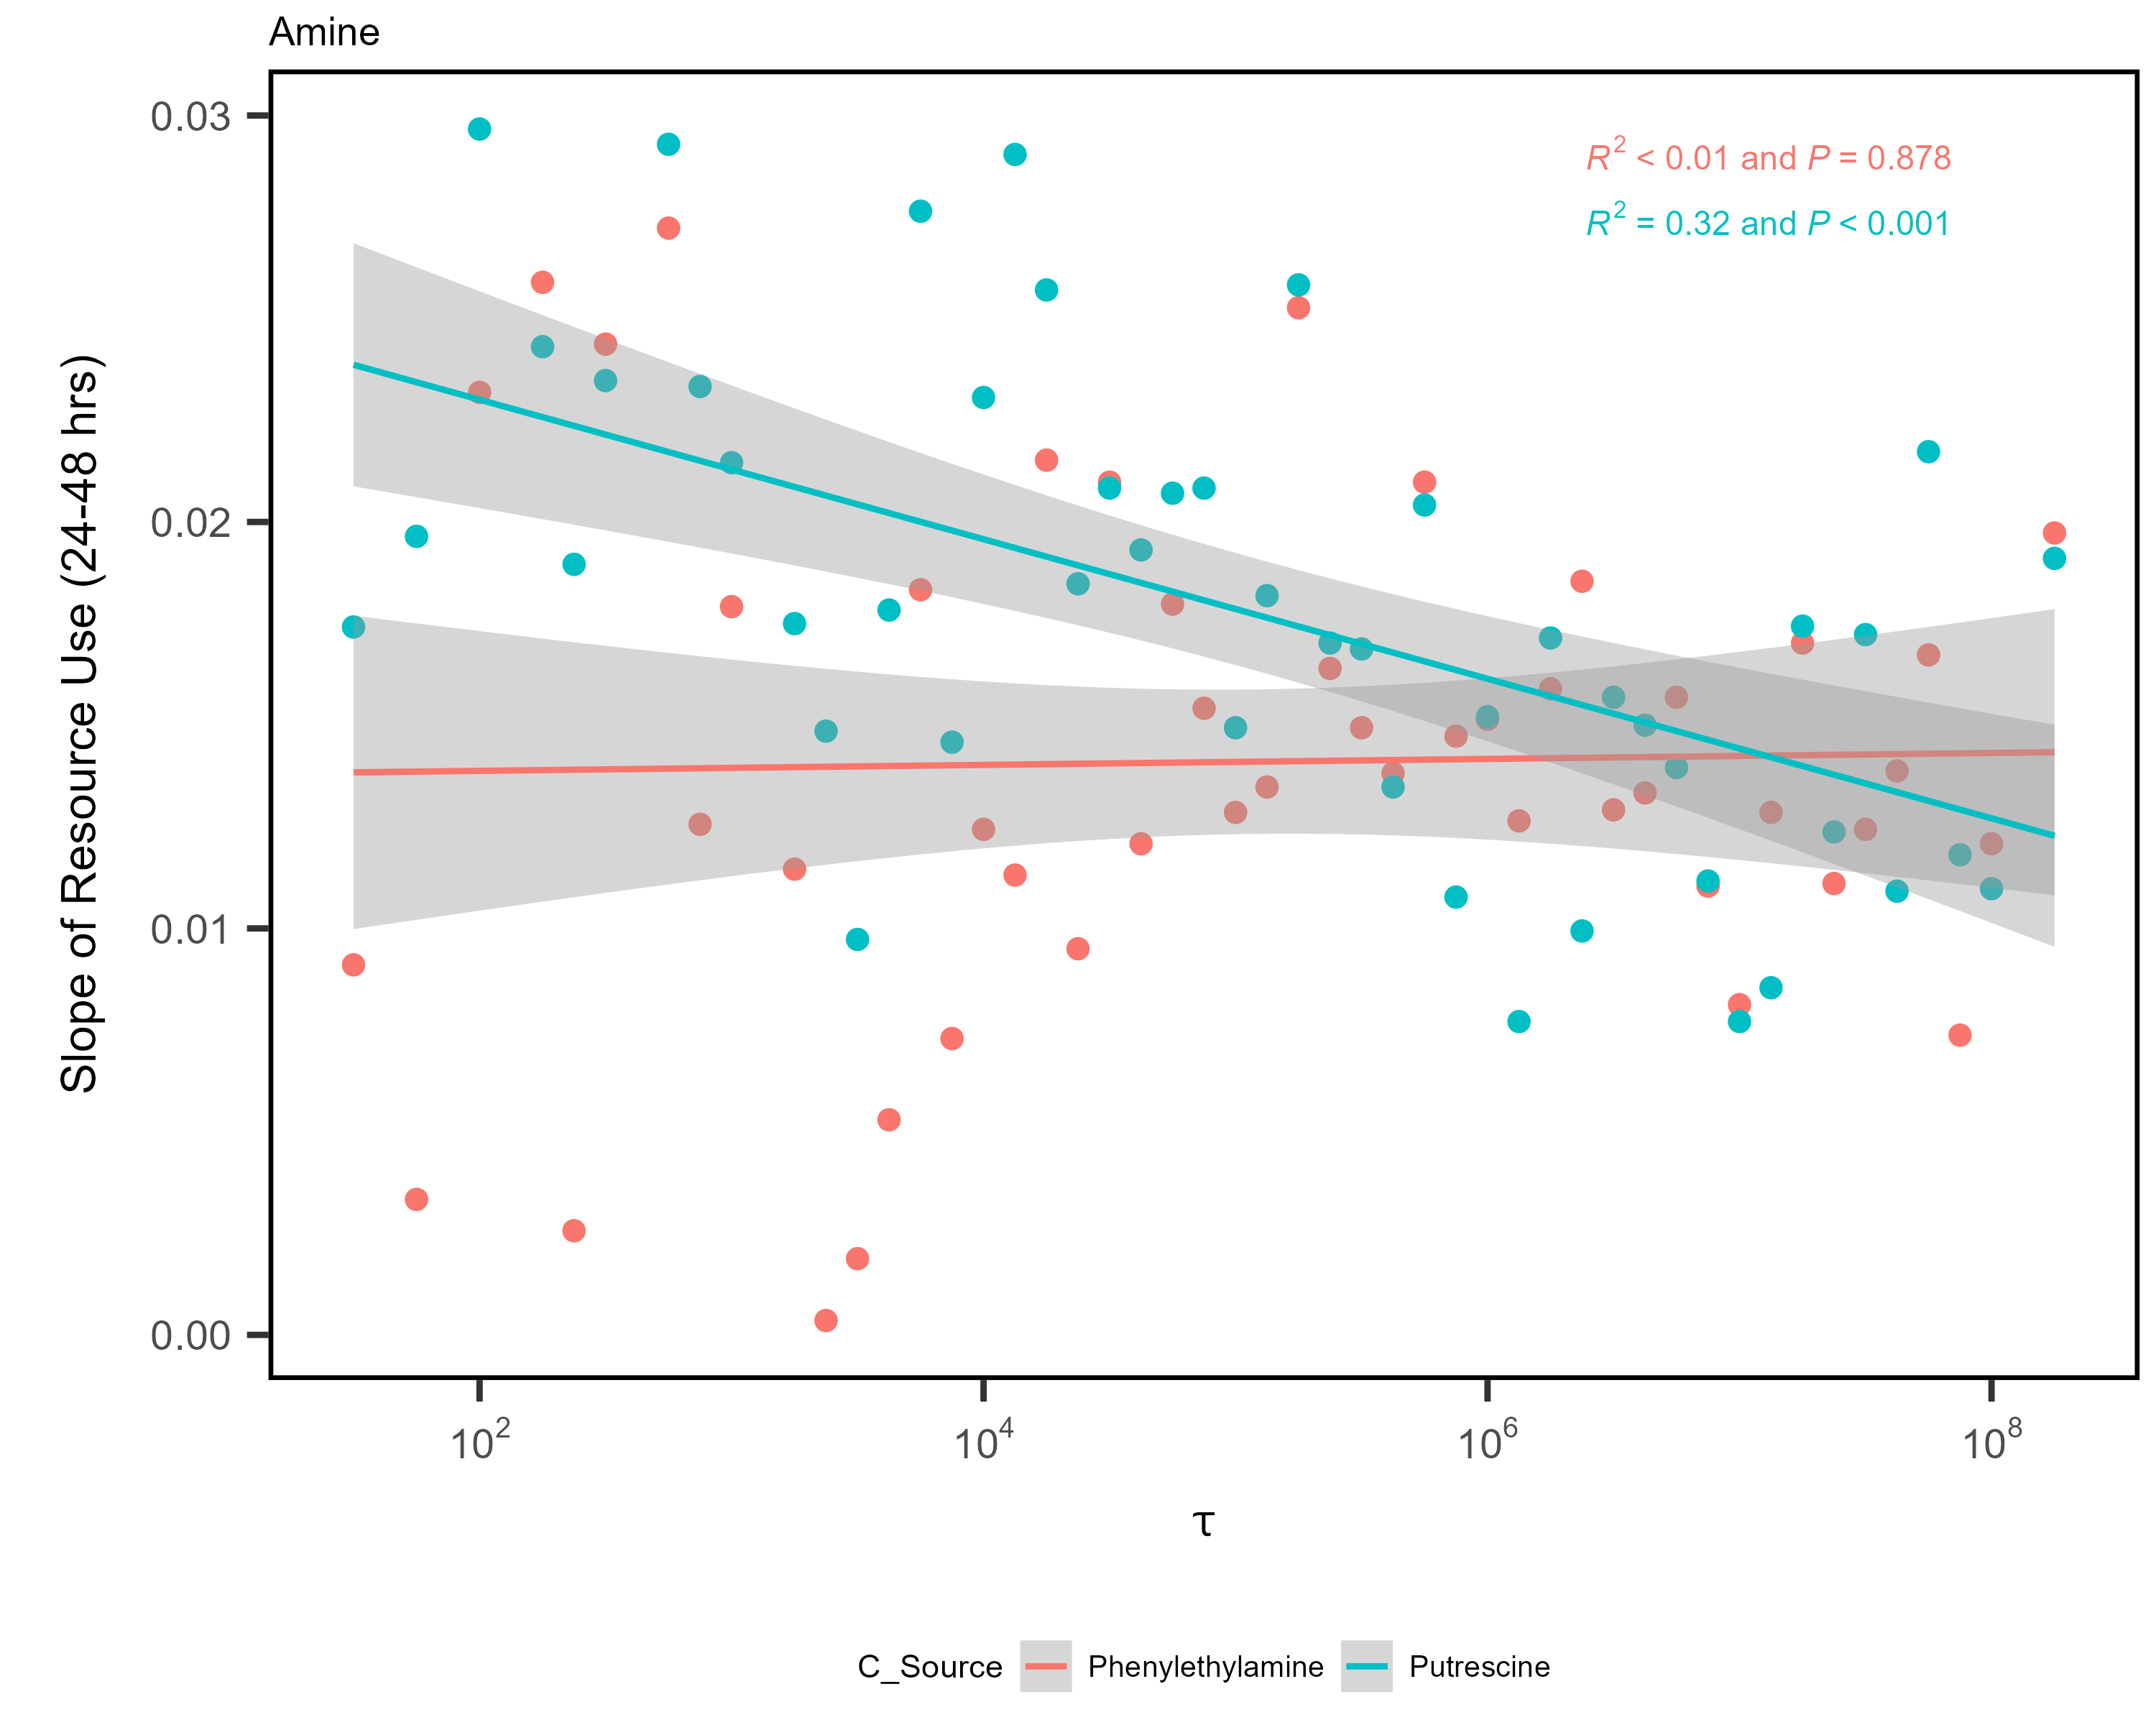 Amine
R² < 0.01 and P = 0.878
R² = 0.32 and P < 0.001
Slope of Resource Use (24-48 hrs)
0.03
0.02
0.01
0.00
10² 10⁴ 10⁶ 10⁸
τ
C_Source Phenylethylamine Putrescine